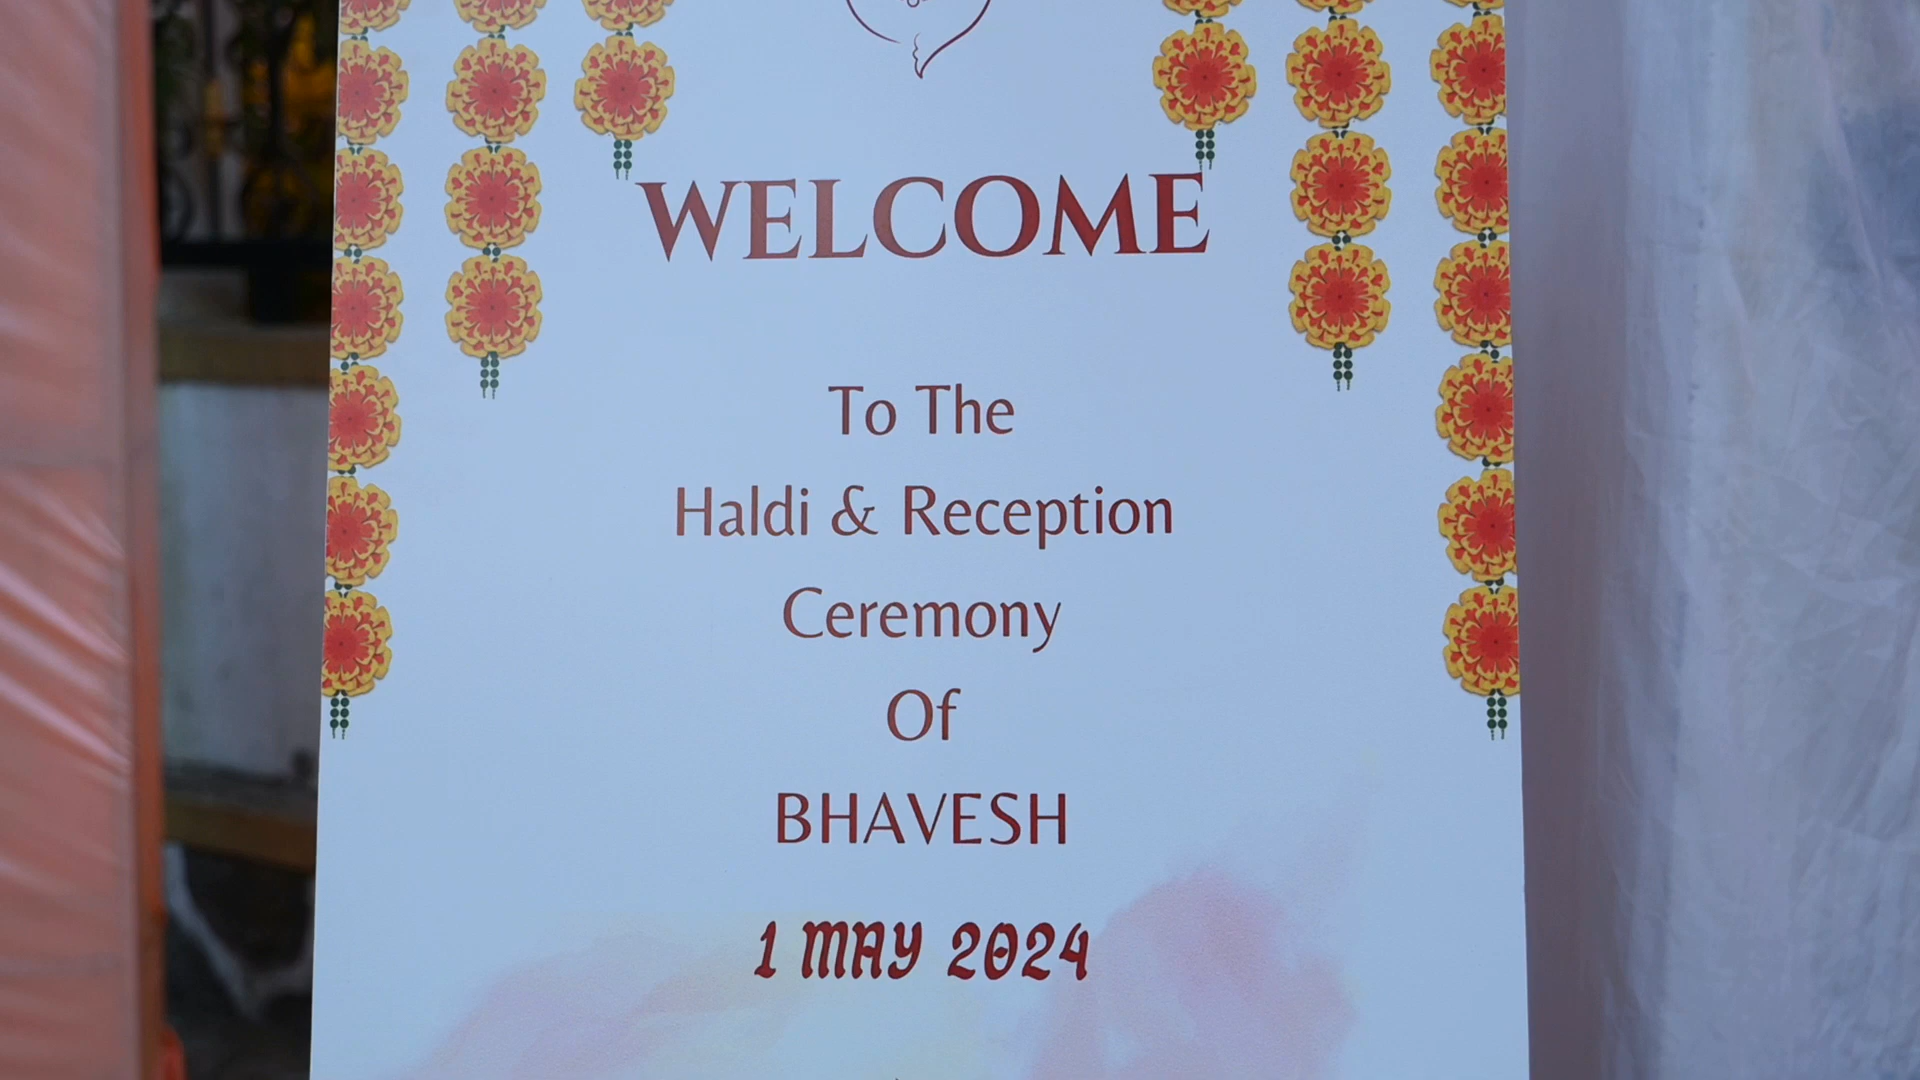 WELCOME
To The
Haldi & Reception
Ceremony
Of
BHAVESH
1 MAY 2024